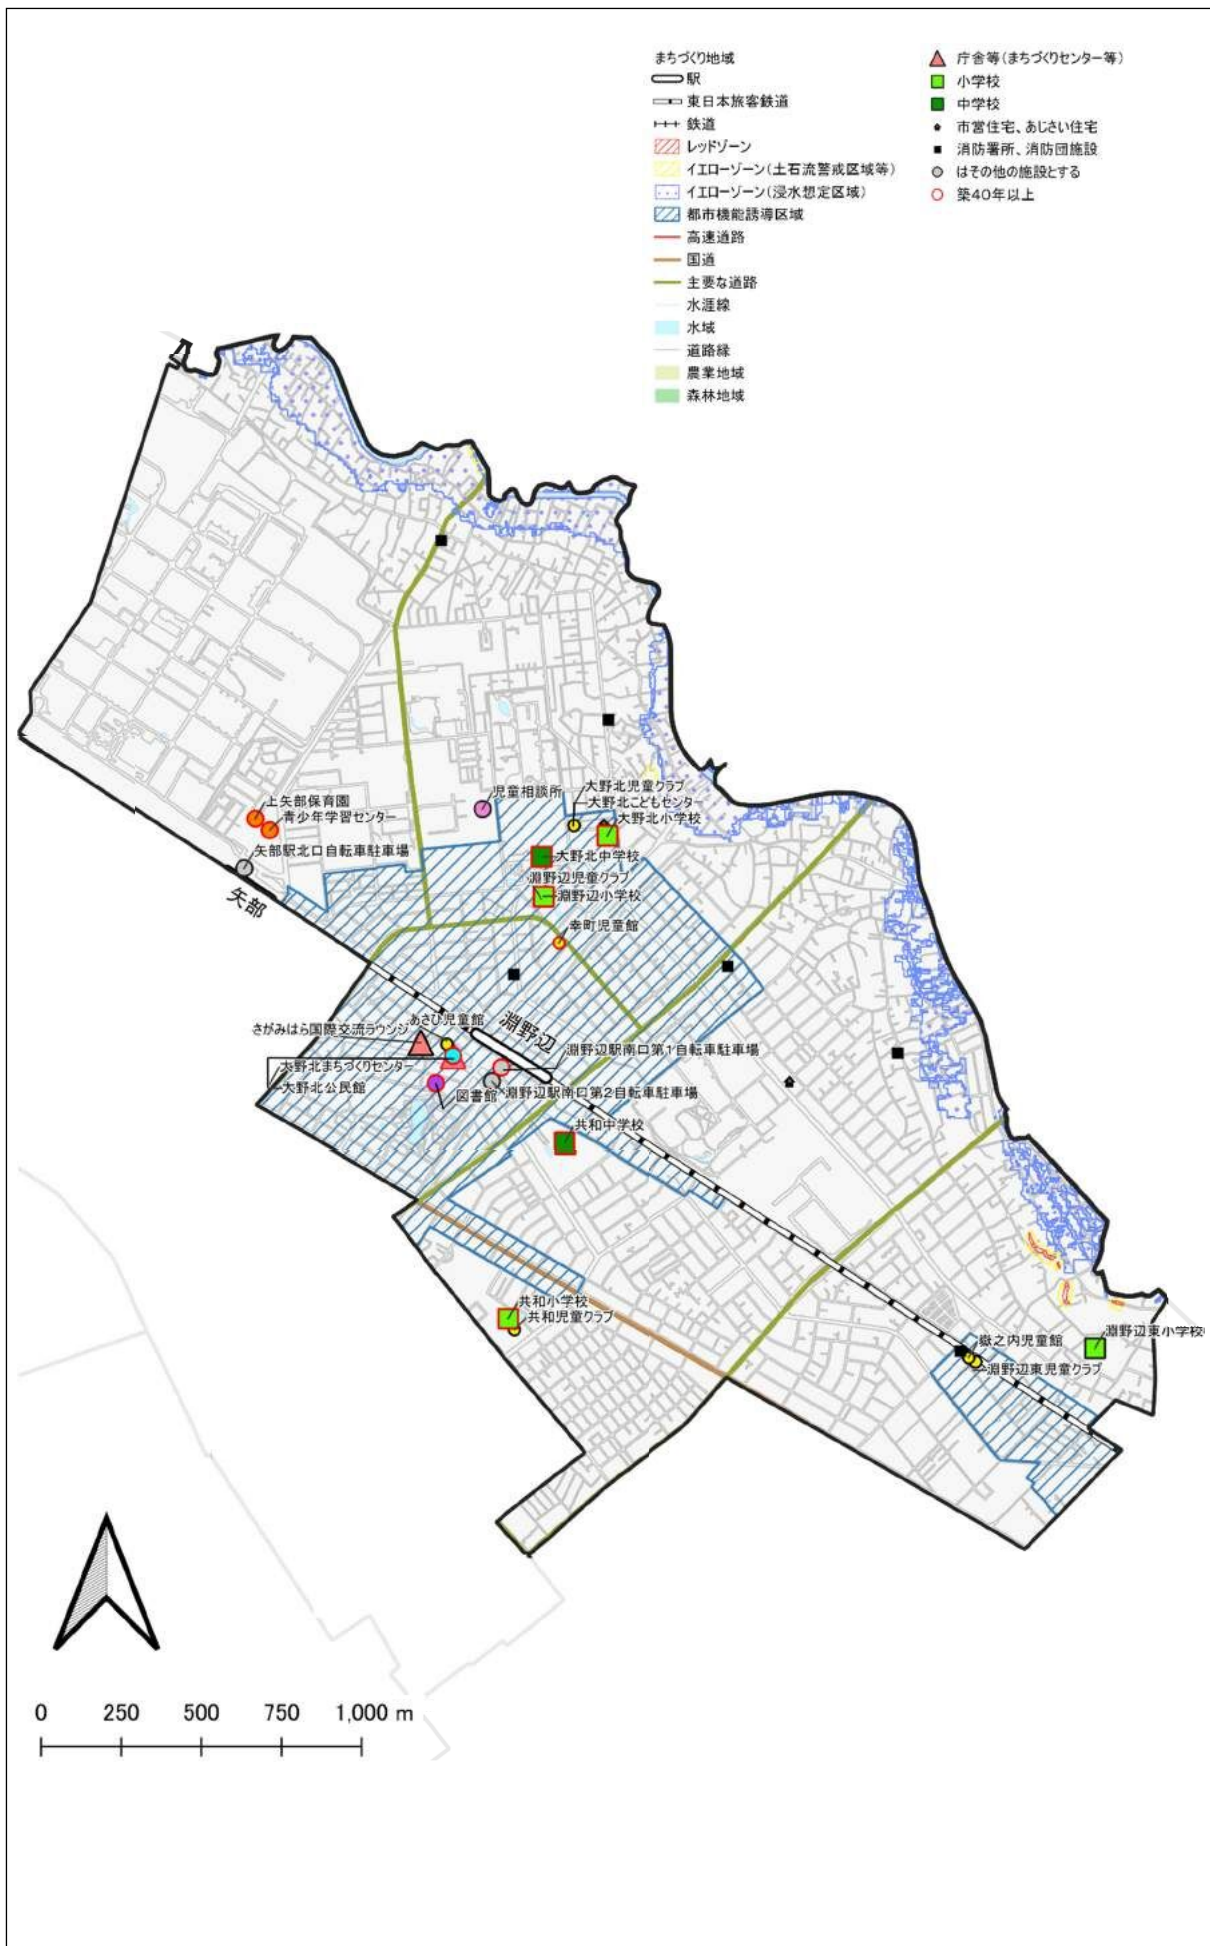 まちづくり地域
駅
東日本旅客鉄道
鉄道
レッドゾーン
イエローゾーン(土石流警戒区域等)
イエローゾーン(浸水想定区域)
都市機能誘導区域
高速道路
国道
主要な道路
水涯線
水域
道路縁
農業地域
森林地域
庁舎等(まちづくりセンター等)
小学校
中学校
市営住宅、あじさい住宅
消防署所、消防団施設
はその他の施設とする
築40年以上
児童相談所
大野北児童クラブ
大野北こどもセンター
大野北小学校
上矢部保育園
青少年学習センター
矢部駅北口自転車駐車場
矢部
大野北中学校
淵野辺児童クラブ
淵野辺小学校
幸町児童館
あさひ児童館
淵野辺
さがみはら国際交流ラウンジ
淵野辺駅南口第1自転車駐車場
大野北まちづくりセンター
大野北公民館
図書館
淵野辺駅南口第2自転車駐車場
共和中学校
共和小学校
共和児童クラブ
嶽之内児童館
淵野辺東小学校
淵野辺東児童クラブ
0 250 500 750 1,000 m